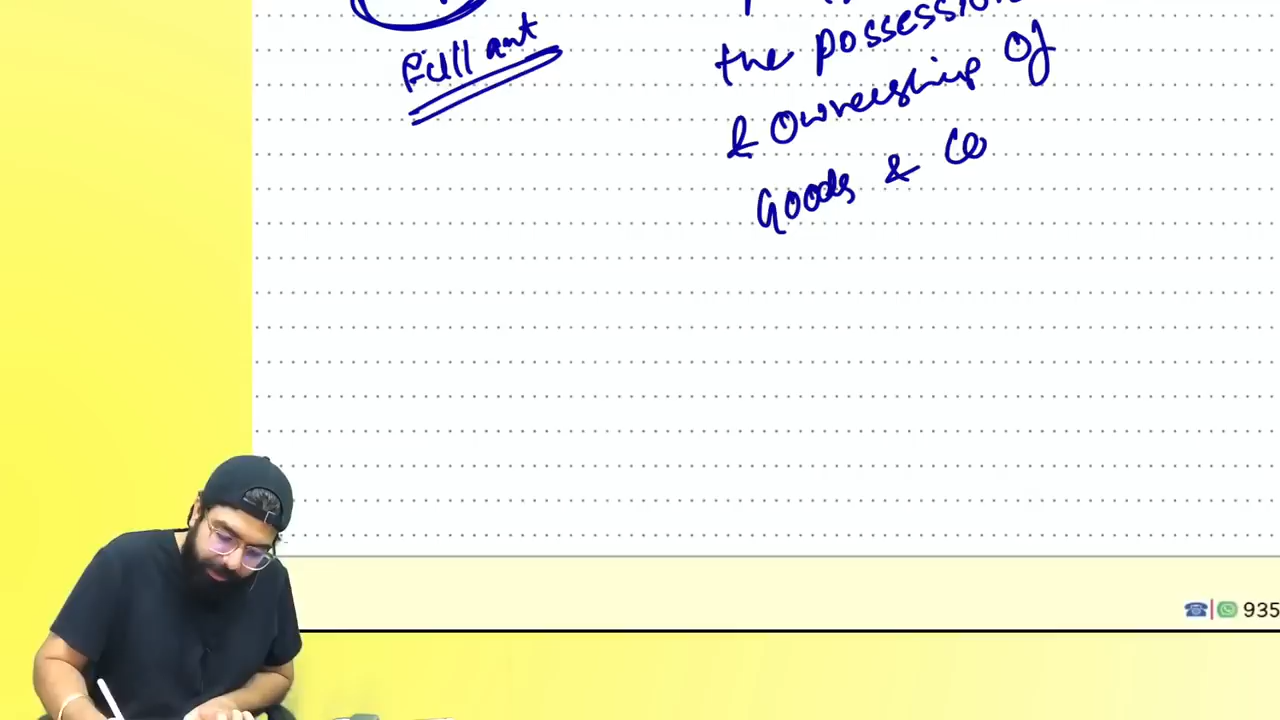 Full amt
the possession
& Ownership of
Goods & Co
935